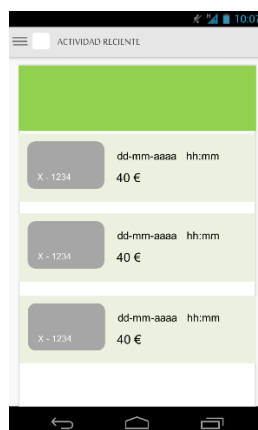 10:07
ACTIVIDAD RECIENTE
dd-mm-aaaa hh:mm
X - 1234
40 €
dd-mm-aaaa hh:mm
X - 1234
40 €
dd-mm-aaaa hh:mm
X - 1234
40 €